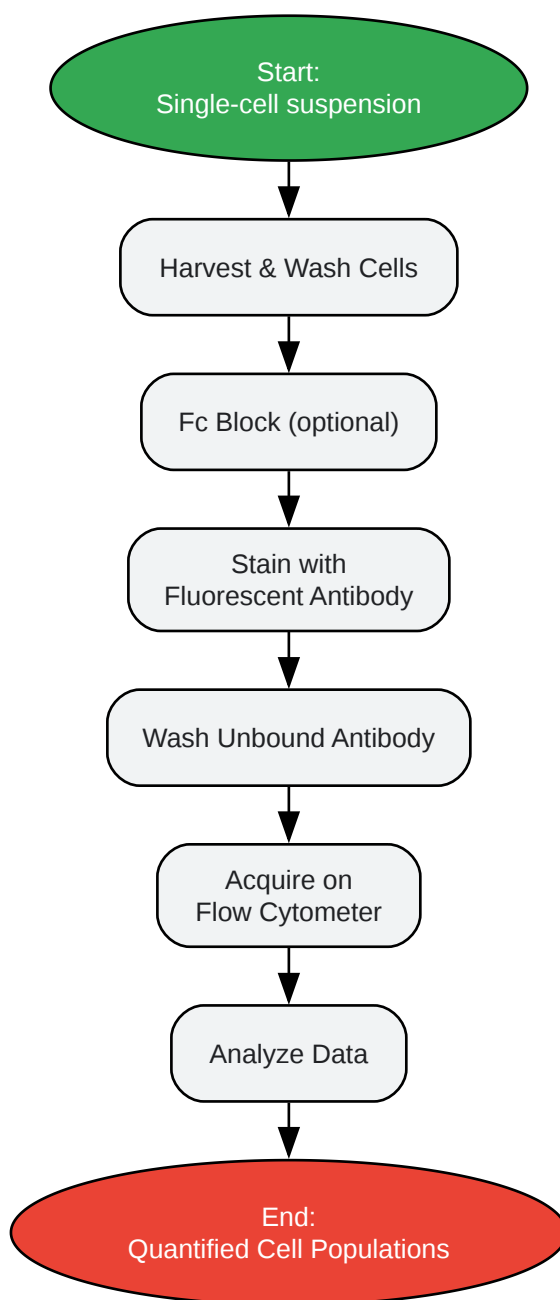 Start:
Single-cell suspension
Harvest & Wash Cells
Fc Block (optional)
Stain with
Fluorescent Antibody
Wash Unbound Antibody
Acquire on
Flow Cytometer
Analyze Data
End:
Quantified Cell Populations